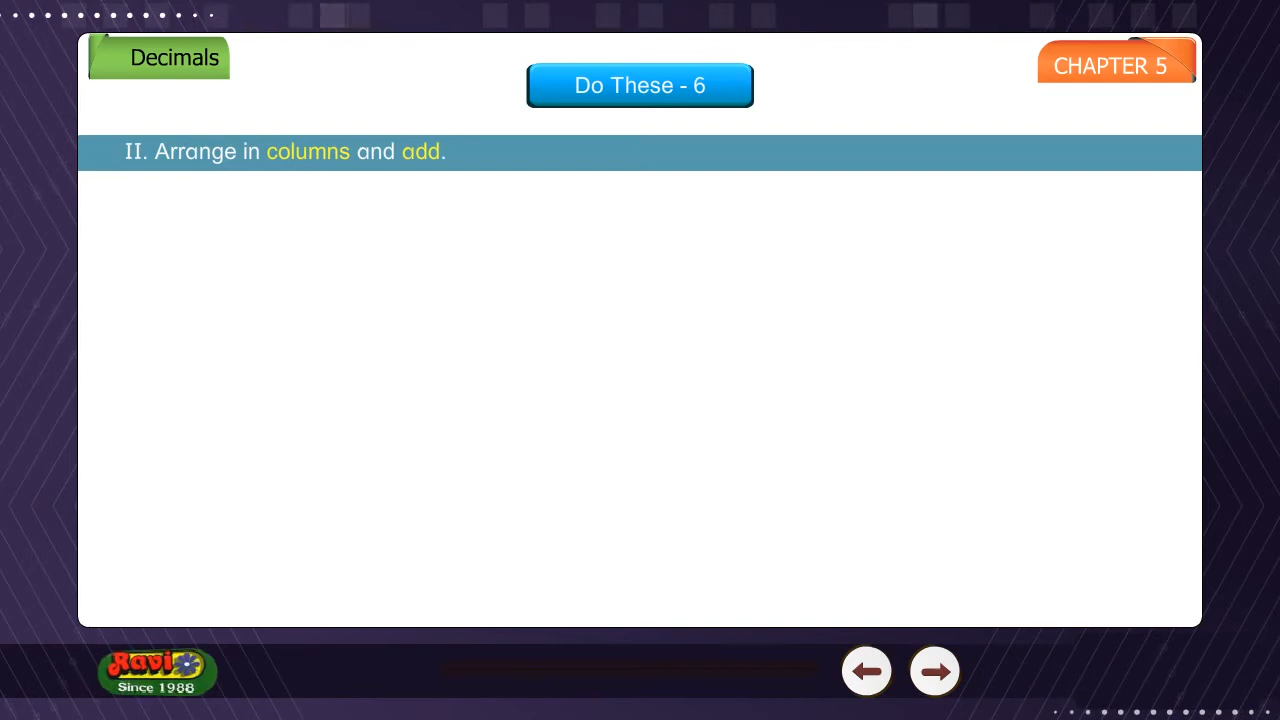 Decimals
CHAPTER 5
Do These - 6
II. Arrange in columns and add.
Ravi
Since 1988